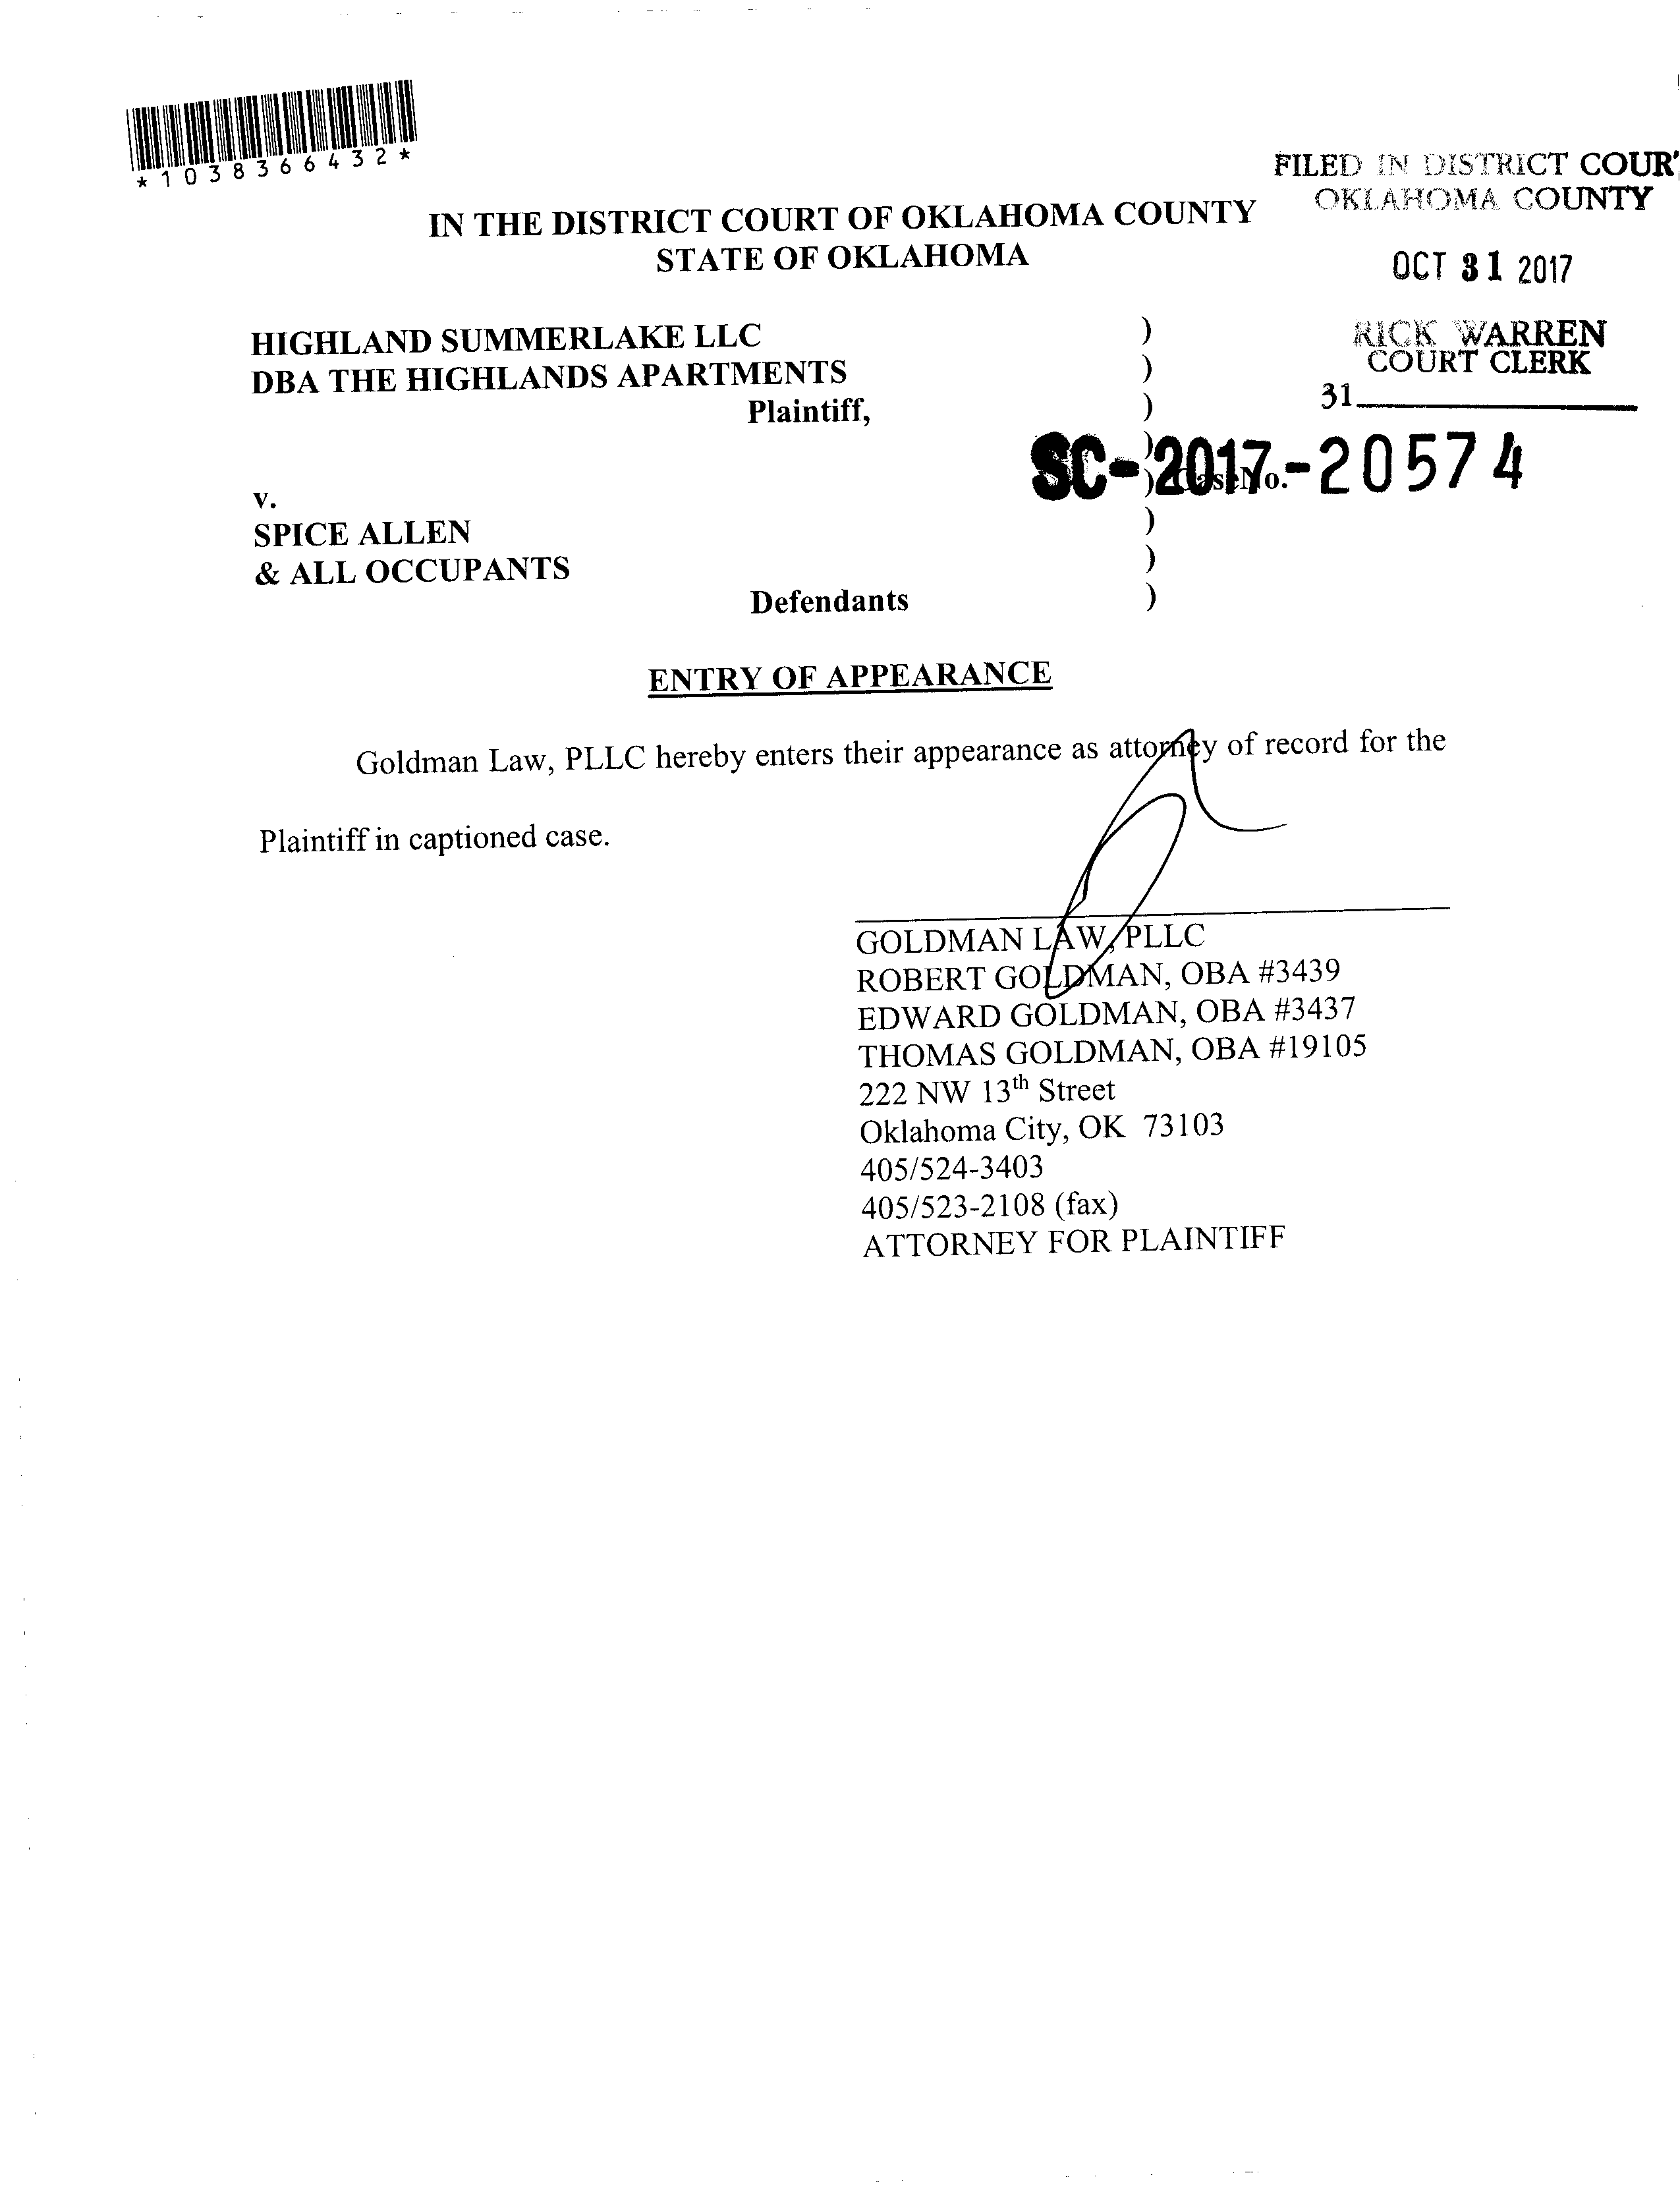 *1038366432*
FILED IN DISTRICT COUR
OKLAHOMA COUNTY
IN THE DISTRICT COURT OF OKLAHOMA COUNTY
STATE OF OKLAHOMA
OCT 31 2017
RICK WARREN
COURT CLERK
31
HIGHLAND SUMMERLAKE LLC )
DBA THE HIGHLANDS APARTMENTS )
Plaintiff, )
)
) Case No.
SC-2017-20574
v.
SPICE ALLEN )
& ALL OCCUPANTS )
Defendants )
ENTRY OF APPEARANCE
Goldman Law, PLLC hereby enters their appearance as attorney of record for the
Plaintiff in captioned case.
GOLDMAN LAW, PLLC
ROBERT GOLDMAN, OBA #3439
EDWARD GOLDMAN, OBA #3437
THOMAS GOLDMAN, OBA #19105
222 NW 13th Street
Oklahoma City, OK 73103
405/524-3403
405/523-2108 (fax)
ATTORNEY FOR PLAINTIFF